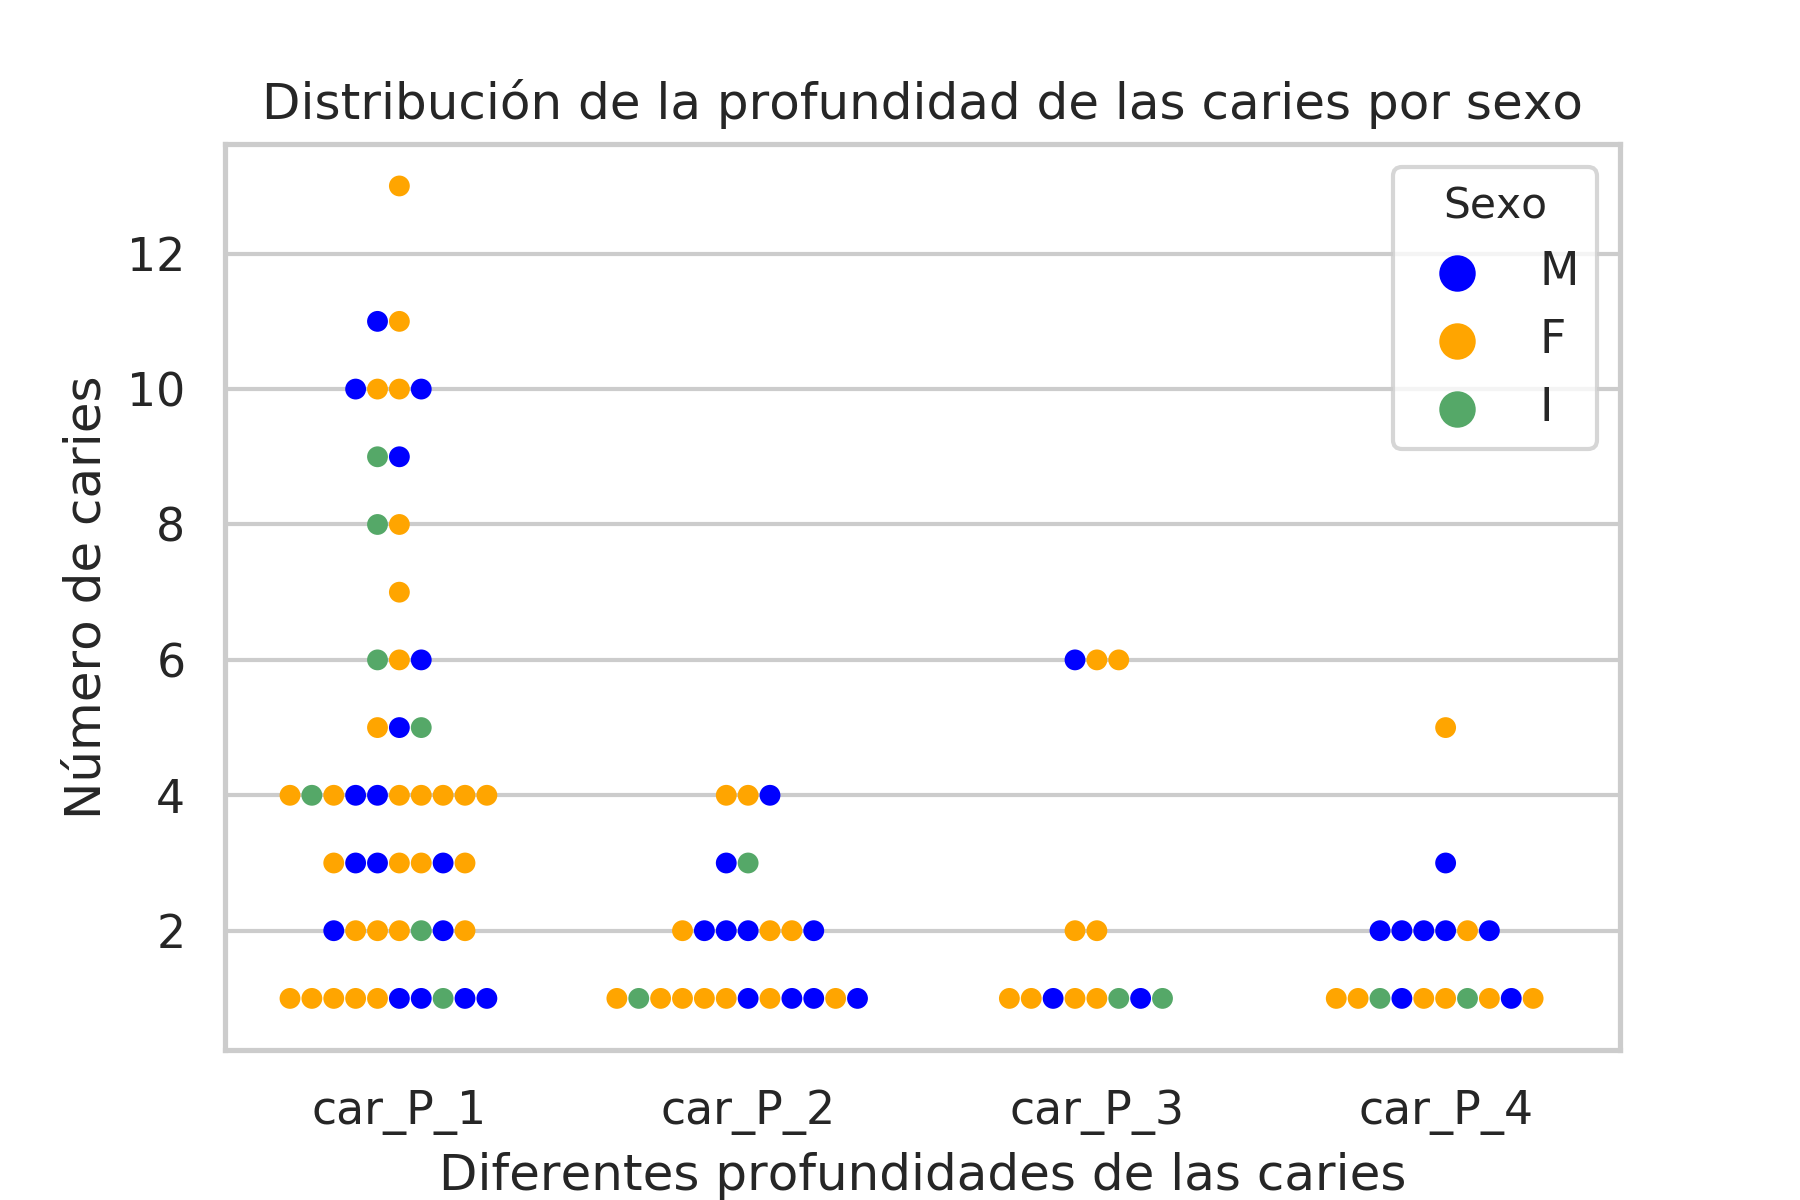 Distribución de la profundidad de las caries por sexo
Sexo
M
F
I
Número de caries
12
10
8
6
4
2
car_P_1 car_P_2 car_P_3 car_P_4
Diferentes profundidades de las caries